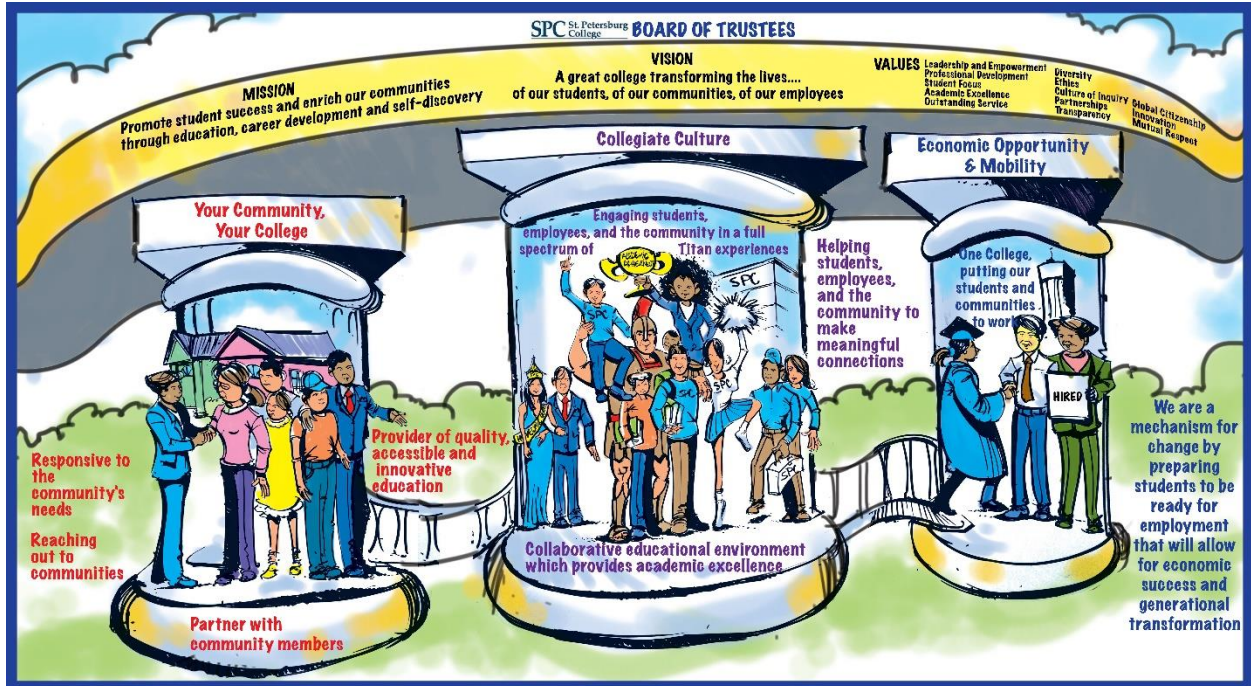 SPC St. Petersburg College BOARD OF TRUSTEES
MISSION
Promote student success and enrich our communities
through education, career development and self-discovery
VISION
A great college transforming the lives....
of our students, of our communities, of our employees
VALUES
Leadership and Empowerment
Professional Development
Student Focus
Academic Excellence
Outstanding Service
Diversity
Ethics
Culture of Inquiry
Partnerships
Transparency
Global Citizenship
Innovation
Mutual Respect
Your Community,
Your College
Responsive to
the
community's
needs
Reaching
out to
communities
Provider of quality,
accessible and
innovative
education
Partner with
community members
Collegiate Culture
Engaging students,
employees, and the community in a full
spectrum of Titan experiences
SPC
SPC
SPC
SPC
Helping
students,
employees,
and the
community to
make
meaningful
connections
Collaborative educational environment
which provides academic excellence
Economic Opportunity
& Mobility
One College,
putting our
students and
communities
to work
HIRED
We are a
mechanism for
change by
preparing
students to be
ready for
employment
that will allow
for economic
success and
generational
transformation